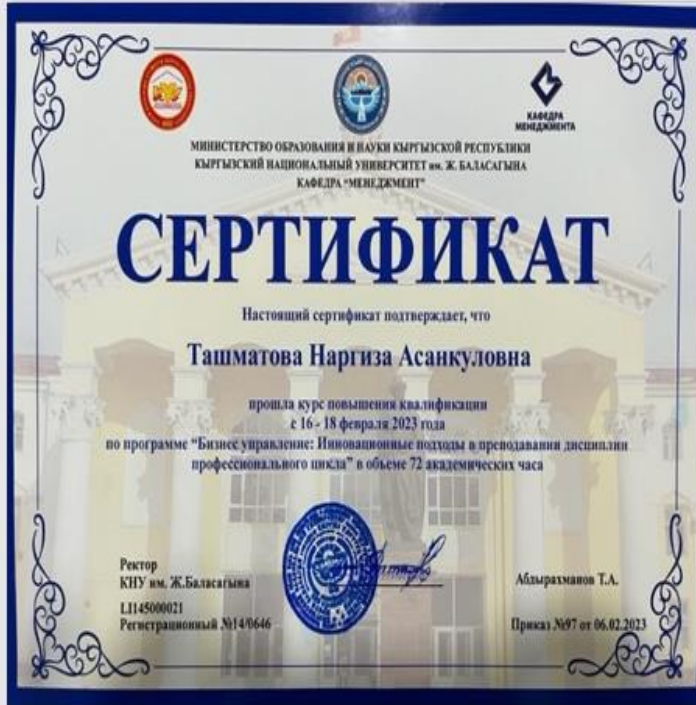 КАФЕДРА
МЕНЕДЖМЕНТА
МИНИСТЕРСТВО ОБРАЗОВАНИЯ И НАУКИ КЫРГЫЗСКОЙ РЕСПУБЛИКИ
КЫРГЫЗСКИЙ НАЦИОНАЛЬНЫЙ УНИВЕРСИТЕТ им. Ж. БАЛАСАГЫНА
КАФЕДРА “МЕНЕДЖМЕНТ”
СЕРТИФИКАТ
Настоящий сертификат подтверждает, что
Ташматова Наргиза Асанкуловна
прошла курс повышения квалификации
с 16 - 18 февраля 2023 года
по программе “Бизнес управление: Инновационные подходы в преподавании дисциплин
профессионального цикла” в объеме 72 академических часа
Ректор
КНУ им. Ж.Баласагына
Абдырахманов Т.А.
LI145000021
Регистрационный №14/0646
Приказ №97 от 06.02.2023